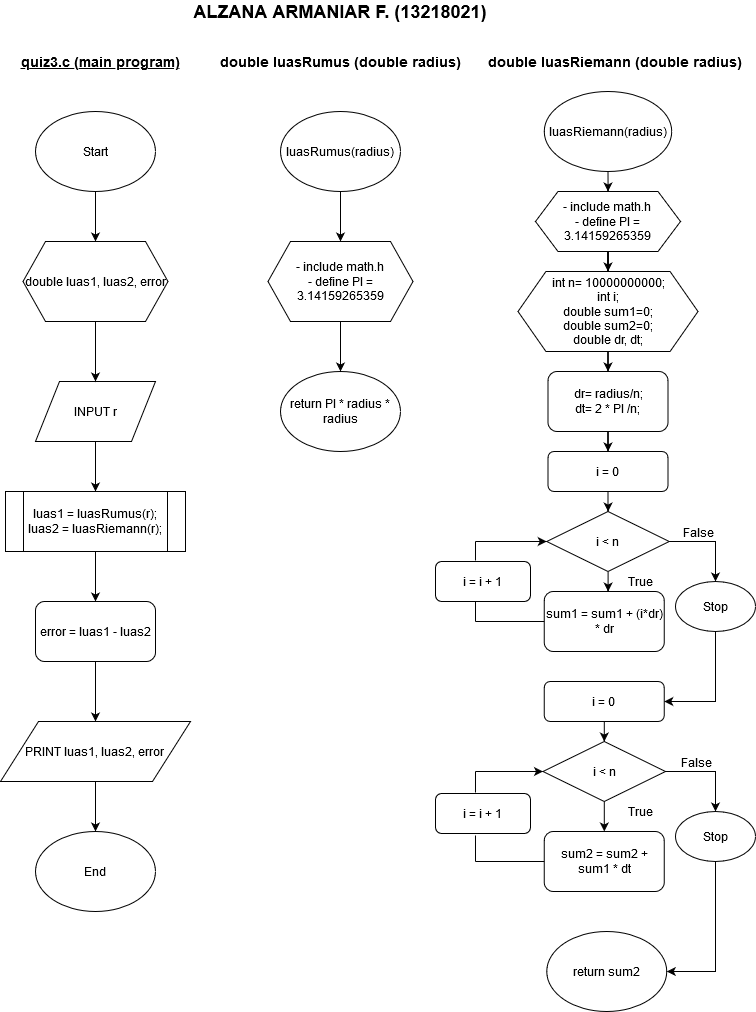 ALZANA ARMANIAR F. (13218021)
quiz3.c (main program)
Start
double luas1, luas2, error
INPUT r
luas1 = luasRumus(r);
luas2 = luasRiemann(r);
error = luas1 - luas2
PRINT luas1, luas2, error
End
double luasRumus (double radius)
luasRumus(radius)
- include math.h
- define PI =
3.14159265359
return PI * radius *
radius
double luasRiemann (double radius)
luasRiemann(radius)
- include math.h
- define PI =
3.14159265359
int n= 10000000000;
int i;
double sum1=0;
double sum2=0;
double dr, dt;
dr= radius/n;
dt= 2 * PI /n;
i = 0
i < n
False
True
i = i + 1
sum1 = sum1 + (i*dr)
* dr
Stop
i = 0
i < n
False
True
i = i + 1
sum2 = sum2 +
sum1 * dt
Stop
return sum2